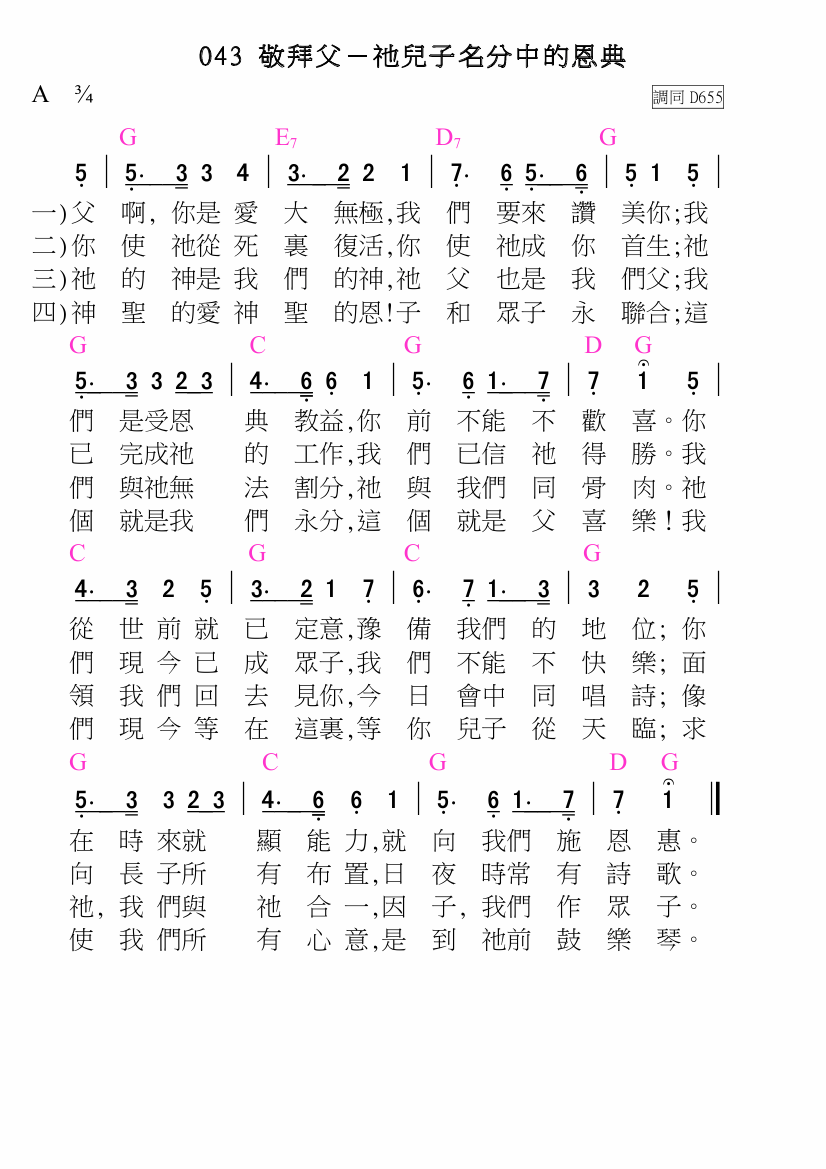 043 敬拜父－祂兒子名分中的恩典
A ¾ 調同 D655
G E7 D7 G
5 | 5· 3 3 4 | 3· 2 2 1 | 7· 6 5· 6 | 5 1 5 |
一)父 啊, 你是 愛 大 無極,我 們 要來 讚 美你;我
二)你 使 祂從 死 裏 復活,你 使 祂成 你 首生;祂
三)祂 的 神是 我 們 的神,祂 父 也是 我 們父;我
四)神 聖 的愛 神 聖 的恩!子 和 眾子 永 聯合;這
G C G D G
5· 3 3 2 3 | 4· 6 6 1 | 5· 6 1· 7 | 7 1 5 |
們 是受恩 典 教益,你 前 不能 不 歡 喜。你
已 完成祂 的 工作,我 們 已信 祂 得 勝。我
們 與祂無 法 割分,祂 與 我們 同 骨 肉。祂
個 就是我 們 永分,這 個 就是 父 喜 樂!我
C G C G
4· 3 2 5 | 3· 2 1 7 | 6· 7 1· 3 | 3 2 5 |
從 世 前 就 已 定意,豫 備 我們 的 地 位; 你
們 現 今 已 成 眾子,我 們 不能 不 快 樂; 面
領 我 們 回 去 見你,今 日 會中 同 唱 詩; 像
們 現 今 等 在 這裏,等 你 兒子 從 天 臨; 求
G C G D G
5· 3 3 2 3 | 4· 6 6 1 | 5· 6 1· 7 | 7 1 ‖
在 時 來就 顯 能 力,就 向 我們 施 恩 惠。
向 長 子所 有 布 置,日 夜 時常 有 詩 歌。
祂, 我 們與 祂 合 一,因 子, 我們 作 眾 子。
使 我 們所 有 心 意,是 到 祂前 鼓 樂 琴。